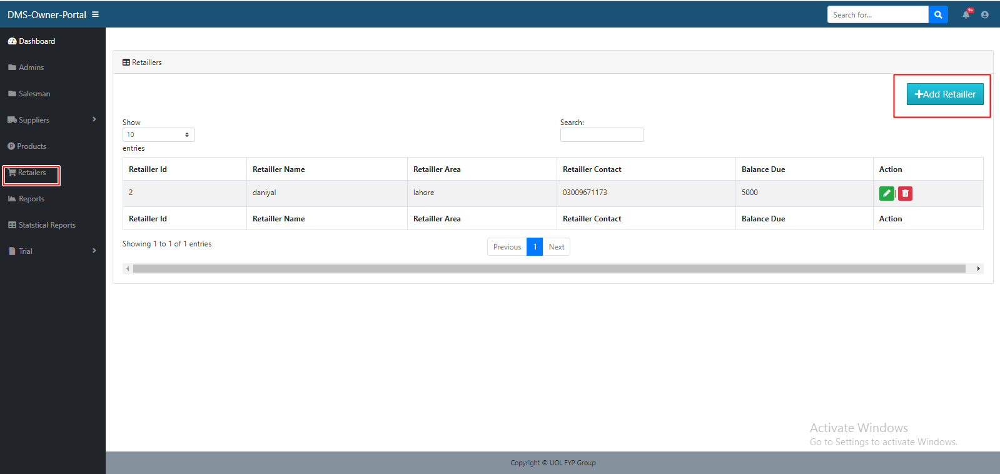 DMS-Owner-Portal
Search for...
9+
Dashboard
Admins
Salesman
Suppliers
Products
Retailers
Reports
Statstical Reports
Trial
Retaillers
Add Retailler
Show
10
entries
Search:
Retailler Id Retailler Name Retailler Area Retailler Contact Balance Due Action
2 daniyal lahore 03009671173 5000 |
Retailler Id Retailler Name Retailler Area Retailler Contact Balance Due Action
Showing 1 to 1 of 1 entries
Previous 1 Next
Activate Windows
Go to Settings to activate Windows.
Copyright © UOL FYP Group